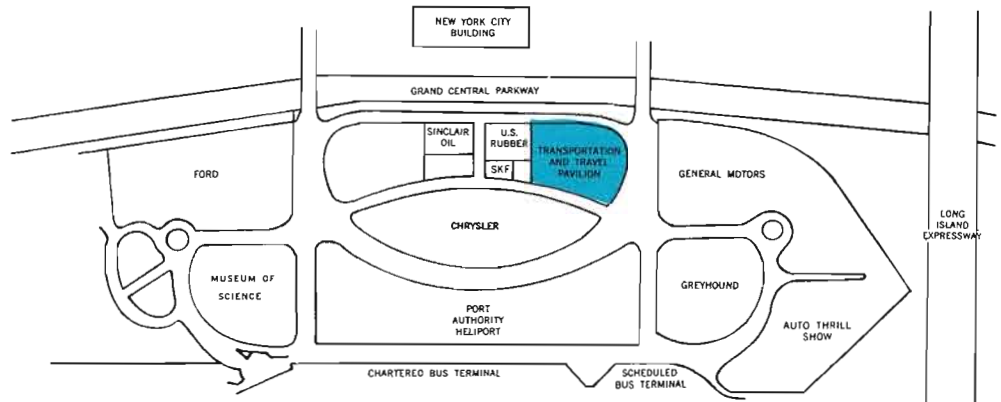 NEW YORK CITY
BUILDING
GRAND CENTRAL PARKWAY
SINCLAIR
OIL
U.S.
RUBBER
SKF
TRANSPORTATION
AND TRAVEL
PAVILION
FORD
GENERAL MOTORS
CHRYSLER
LONG
ISLAND
EXPRESSWAY
MUSEUM OF
SCIENCE
GREYHOUND
PORT
AUTHORITY
HELIPORT
AUTO THRILL
SHOW
CHARTERED BUS TERMINAL
SCHEDULED
BUS TERMINAL